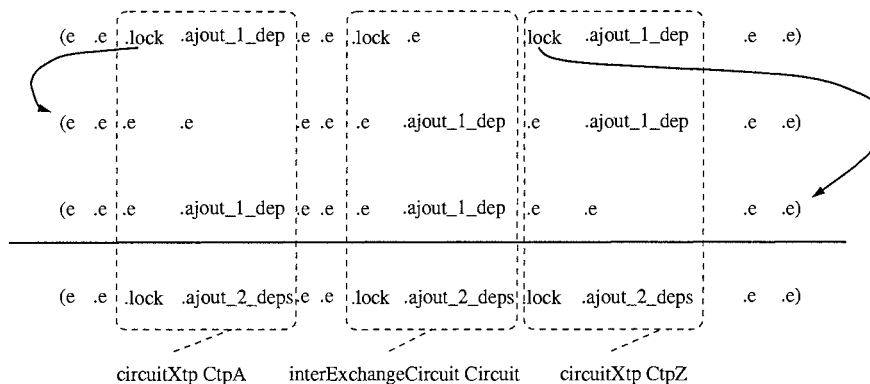 (e .e .lock .ajout_1_dep .e .e .lock .e lock .ajout_1_dep .e .e)
(e .e .e .e .e .e .e .ajout_1_dep .e .ajout_1_dep .e .e)
(e .e .e .ajout_1_dep .e .e .e .ajout_1_dep .e .e .e .e)
(e .e .lock .ajout_2_deps .e .e .lock .ajout_2_deps .lock .ajout_2_deps .e .e)
circuitXtp CtpA interExchangeCircuit Circuit circuitXtp CtpZ